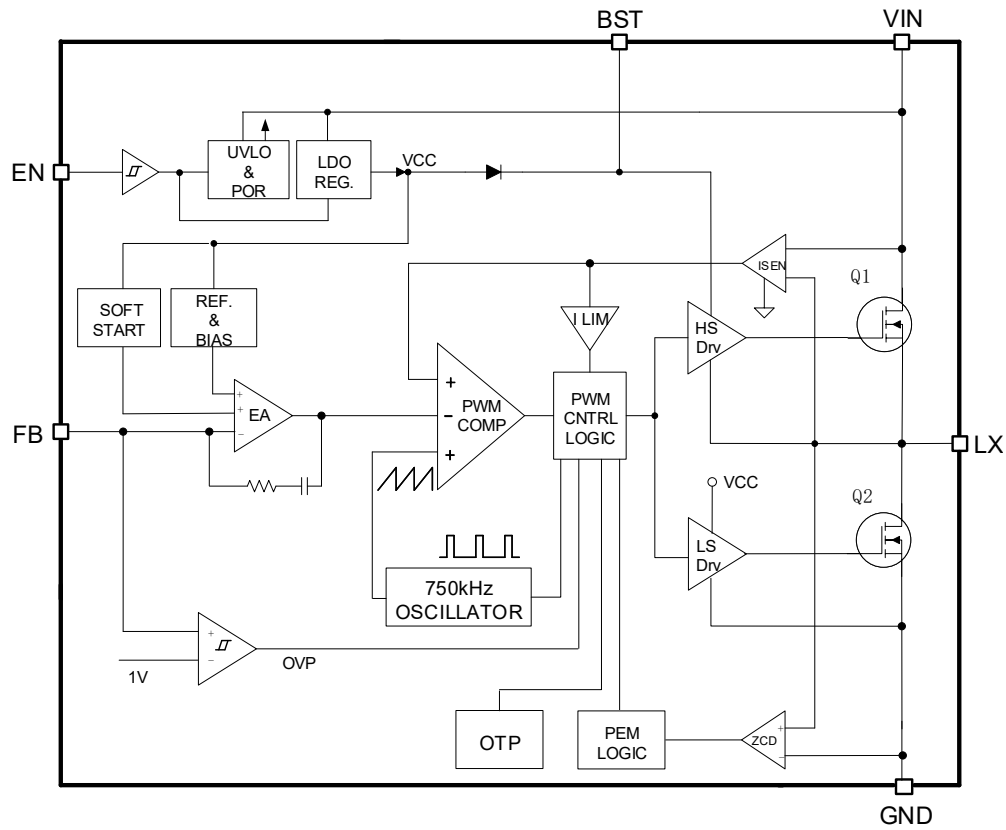 BST
VIN
EN
UVLO
&
POR
LDO
REG.
VCC
SOFT
START
REF.
&
BIAS
I LIM
ISEN
Q1
HS
Drv
+
+
−
EA
+
−
+
PWM
COMP
PWM
CNTRL
LOGIC
FB
LX
VCC
Q2
LS
Drv
750kHz
OSCILLATOR
+
−
1V
OVP
OTP
PEM
LOGIC
+
−
ZCD
GND